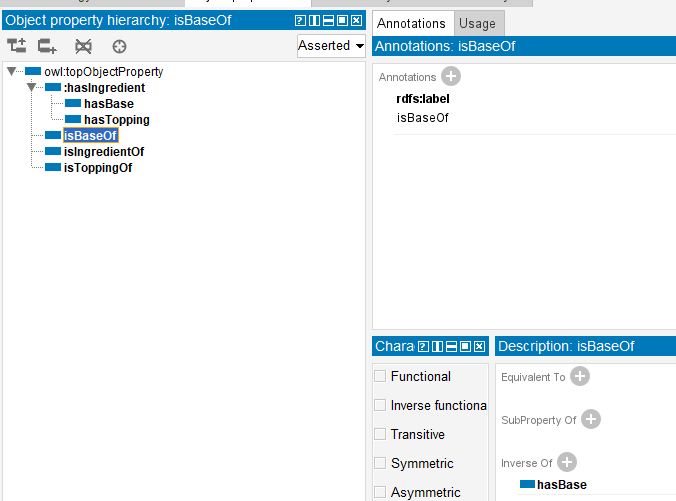 Object property hierarchy: isBaseOf
Asserted
owl:topObjectProperty
:hasIngredient
hasBase
hasTopping
isBaseOf
isIngredientOf
isToppingOf
Annotations
Usage
Annotations: isBaseOf
Annotations
rdfs:label
isBaseOf
Chara
Functional
Inverse functiona
Transitive
Symmetric
Asymmetric
Description: isBaseOf
Equivalent To
SubProperty Of
Inverse Of
hasBase